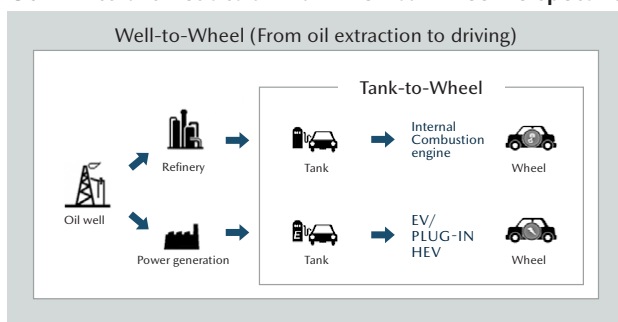 Well-to-Wheel (From oil extraction to driving)
Tank-to-Wheel
Internal
Combustion
engine
Refinery
Tank
Wheel
Oil well
EV/
PLUG-IN
HEV
E
Power generation
Tank
Wheel